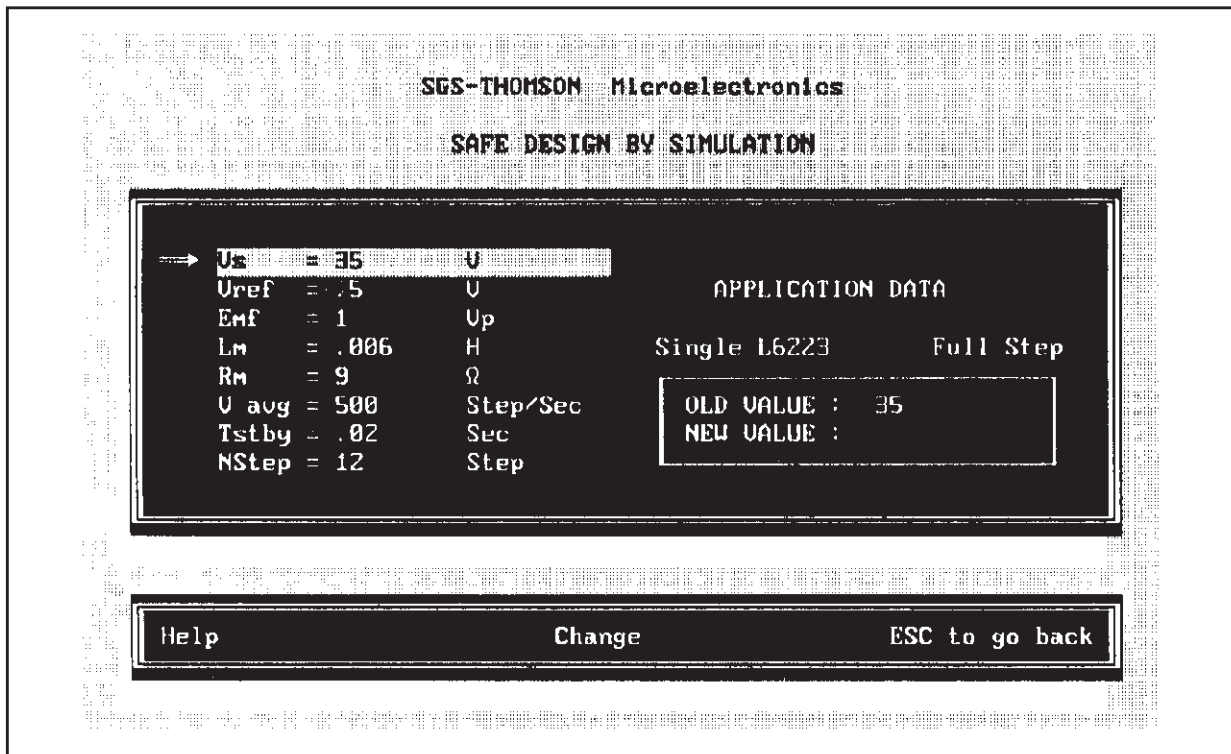 SGS-THOMSON Microelectronics
SAFE DESIGN BY SIMULATION
Vs = 35 V
Vref = .5 V
Emf = 1 Vp
Lm = .006 H
Rm = 9 Ω
V avg = 500 Step/Sec
Tstby = .02 Sec
NStep = 12 Step
APPLICATION DATA
Single L6223 Full Step
OLD VALUE : 35
NEW VALUE :
Help Change ESC to go back